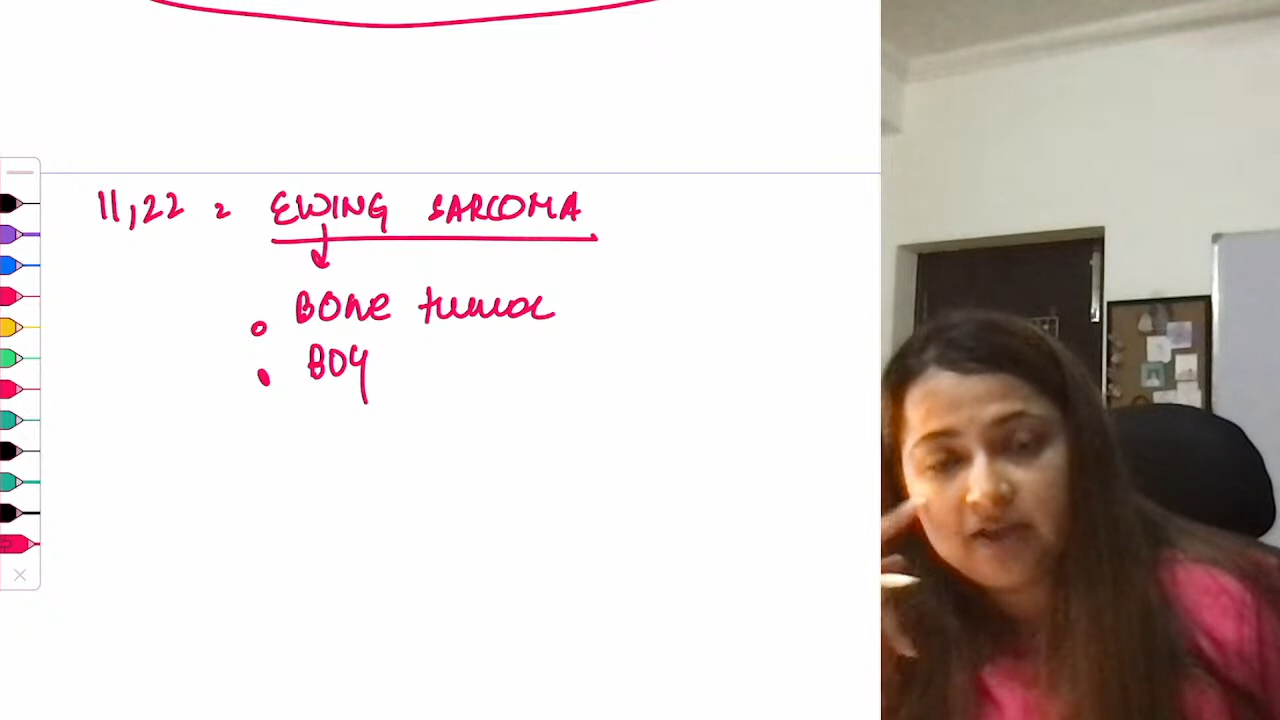 11,22 = EWING SARCOMA
BONE tumor
BOY